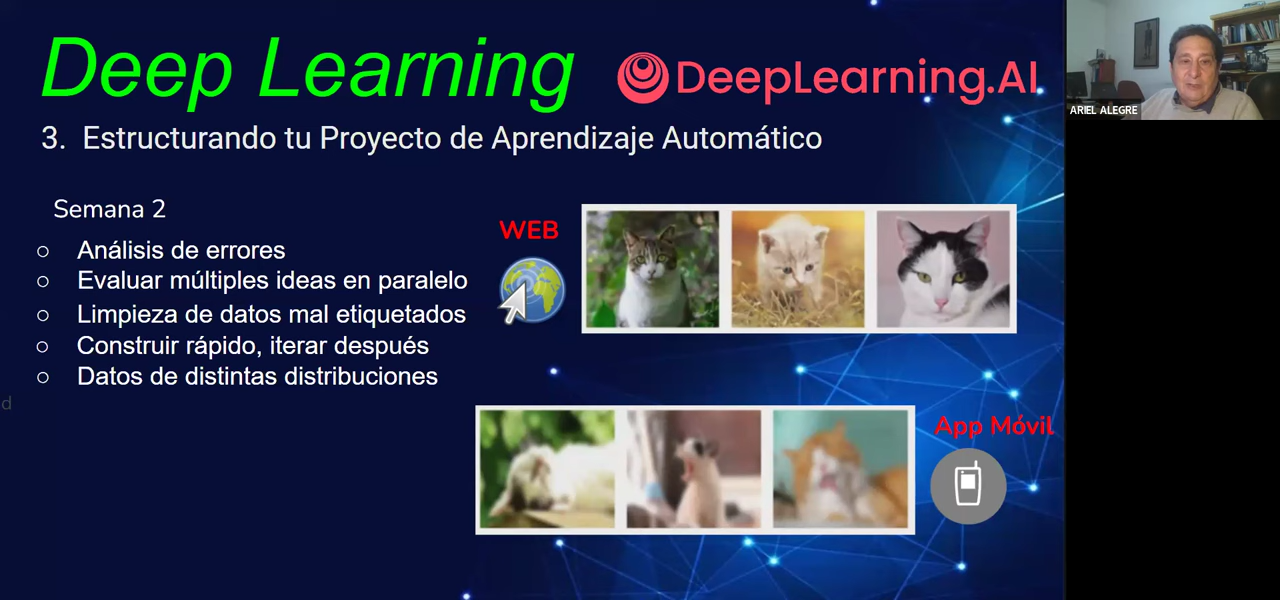 Deep Learning
DeepLearning.AI
3. Estructurando tu Proyecto de Aprendizaje Automático
Semana 2
○ Análisis de errores
○ Evaluar múltiples ideas en paralelo
○ Limpieza de datos mal etiquetados
○ Construir rápido, iterar después
○ Datos de distintas distribuciones
WEB
App Móvil
d
ARIEL ALEGRE